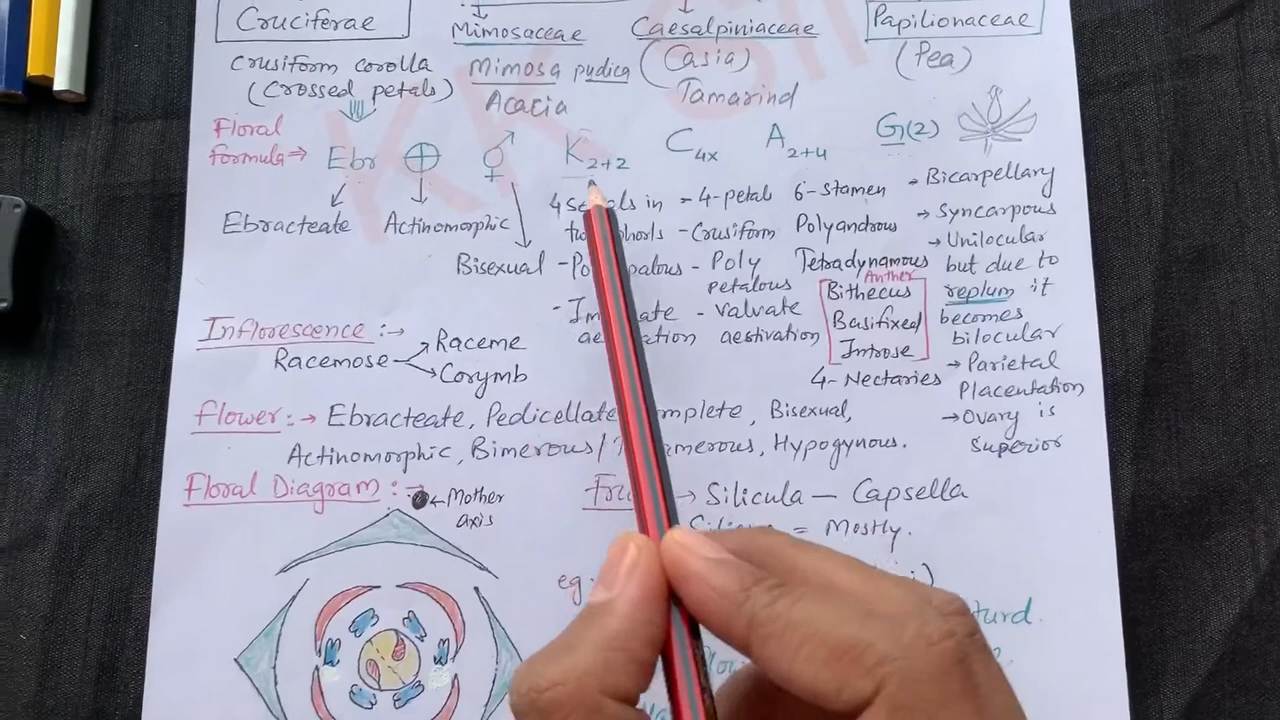 Cruciferae
Mimosaceae
Caesalpiniaceae
Papilionaceae
Crusiform corolla
(Crossed petals)
Mimosa pudica
Acacia
(Casia)
Tamarind
(Pea)
Floral
formula⇒ Ebr ⊕ ⚥ K2+2 C4x A2+4 G(2)
Ebracteate
Actinomorphic
Bisexual
4 in
- 4-petal
- Crusiform
- Poly
petalous
- valvate
aestivation
6-stamen
Polyandrous
Tetradynamous
Anther
Bithecus
Basifixed
Introse
4-Nectaries
→ Bicarpellary
→ Syncarpous
→ Unilocular
but due to
replum it
becomes
bilocular
→ Parietal
Placentation
→ Ovary is
superior
Inflorescence :→
Racemose
Raceme
Corymb
Flower :→ Ebracteate, Pedicellate, Bisexual,
Actinomorphic, Bimerous/ Hypogynous.
Floral Diagram :→
← Mother
axis
→ Silicula — Capsella
= Mostly.
eg